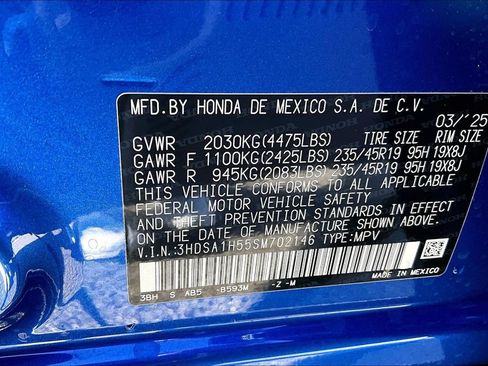 MFD.BY HONDA DE MEXICO S.A. DE C.V.
03/'25
GVWR 2030KG(4475LBS) TIRE SIZE RIM SIZE
GAWR F 1100KG(2425LBS) 235/45R19 95H 19X8J
GAWR R 945KG(2083LBS) 235/45R19 95H 19X8J
THIS VEHICLE CONFORMS TO ALL APPLICABLE
FEDERAL MOTOR VEHICLE SAFETY, BUMPER,
AND THEFT PREVENTION STANDARDS IN EFFECT
ON THE DATE OF MANUFACTURE SHOWN ABOVE.
V.I.N.:3HDSA1H55SM702146 TYPE:MPV
3BH S AB5 -B593M -Z -M
MADE IN MEXICO